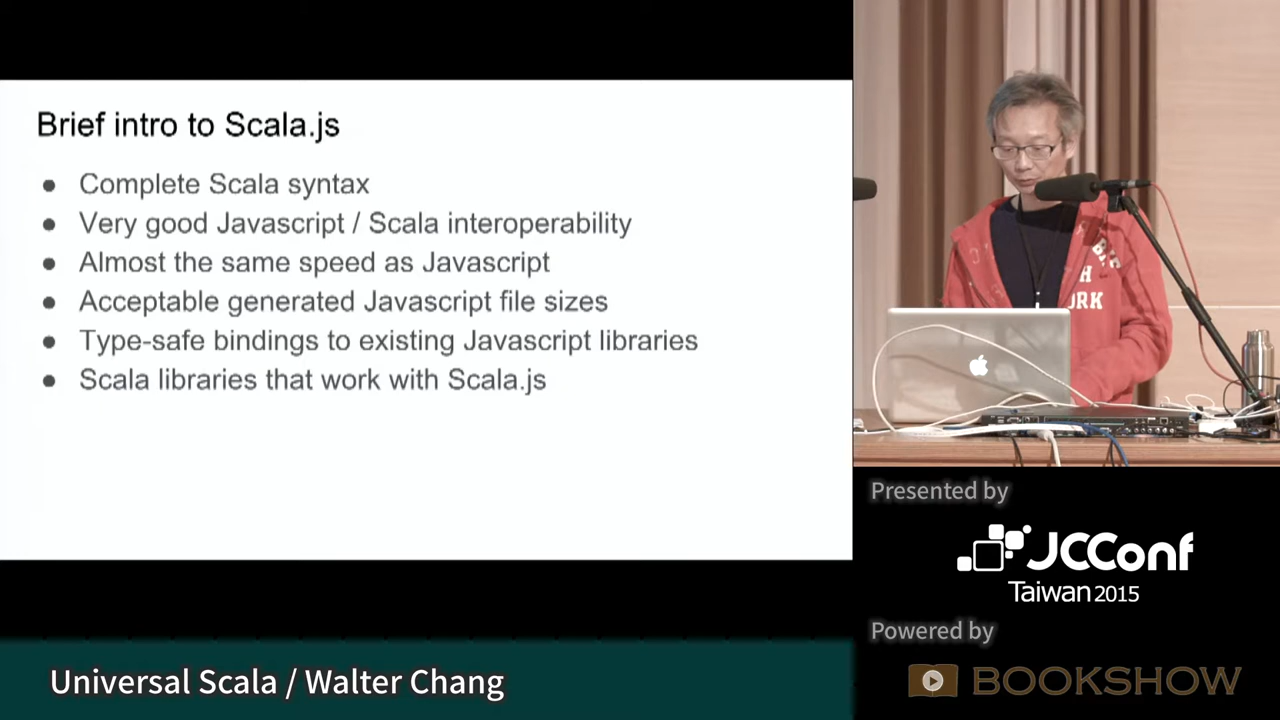 Brief intro to Scala.js
● Complete Scala syntax
● Very good Javascript / Scala interoperability
● Almost the same speed as Javascript
● Acceptable generated Javascript file sizes
● Type-safe bindings to existing Javascript libraries
● Scala libraries that work with Scala.js
Presented by
JCConf
Taiwan 2015
Powered by
BOOKSHOW
Universal Scala / Walter Chang